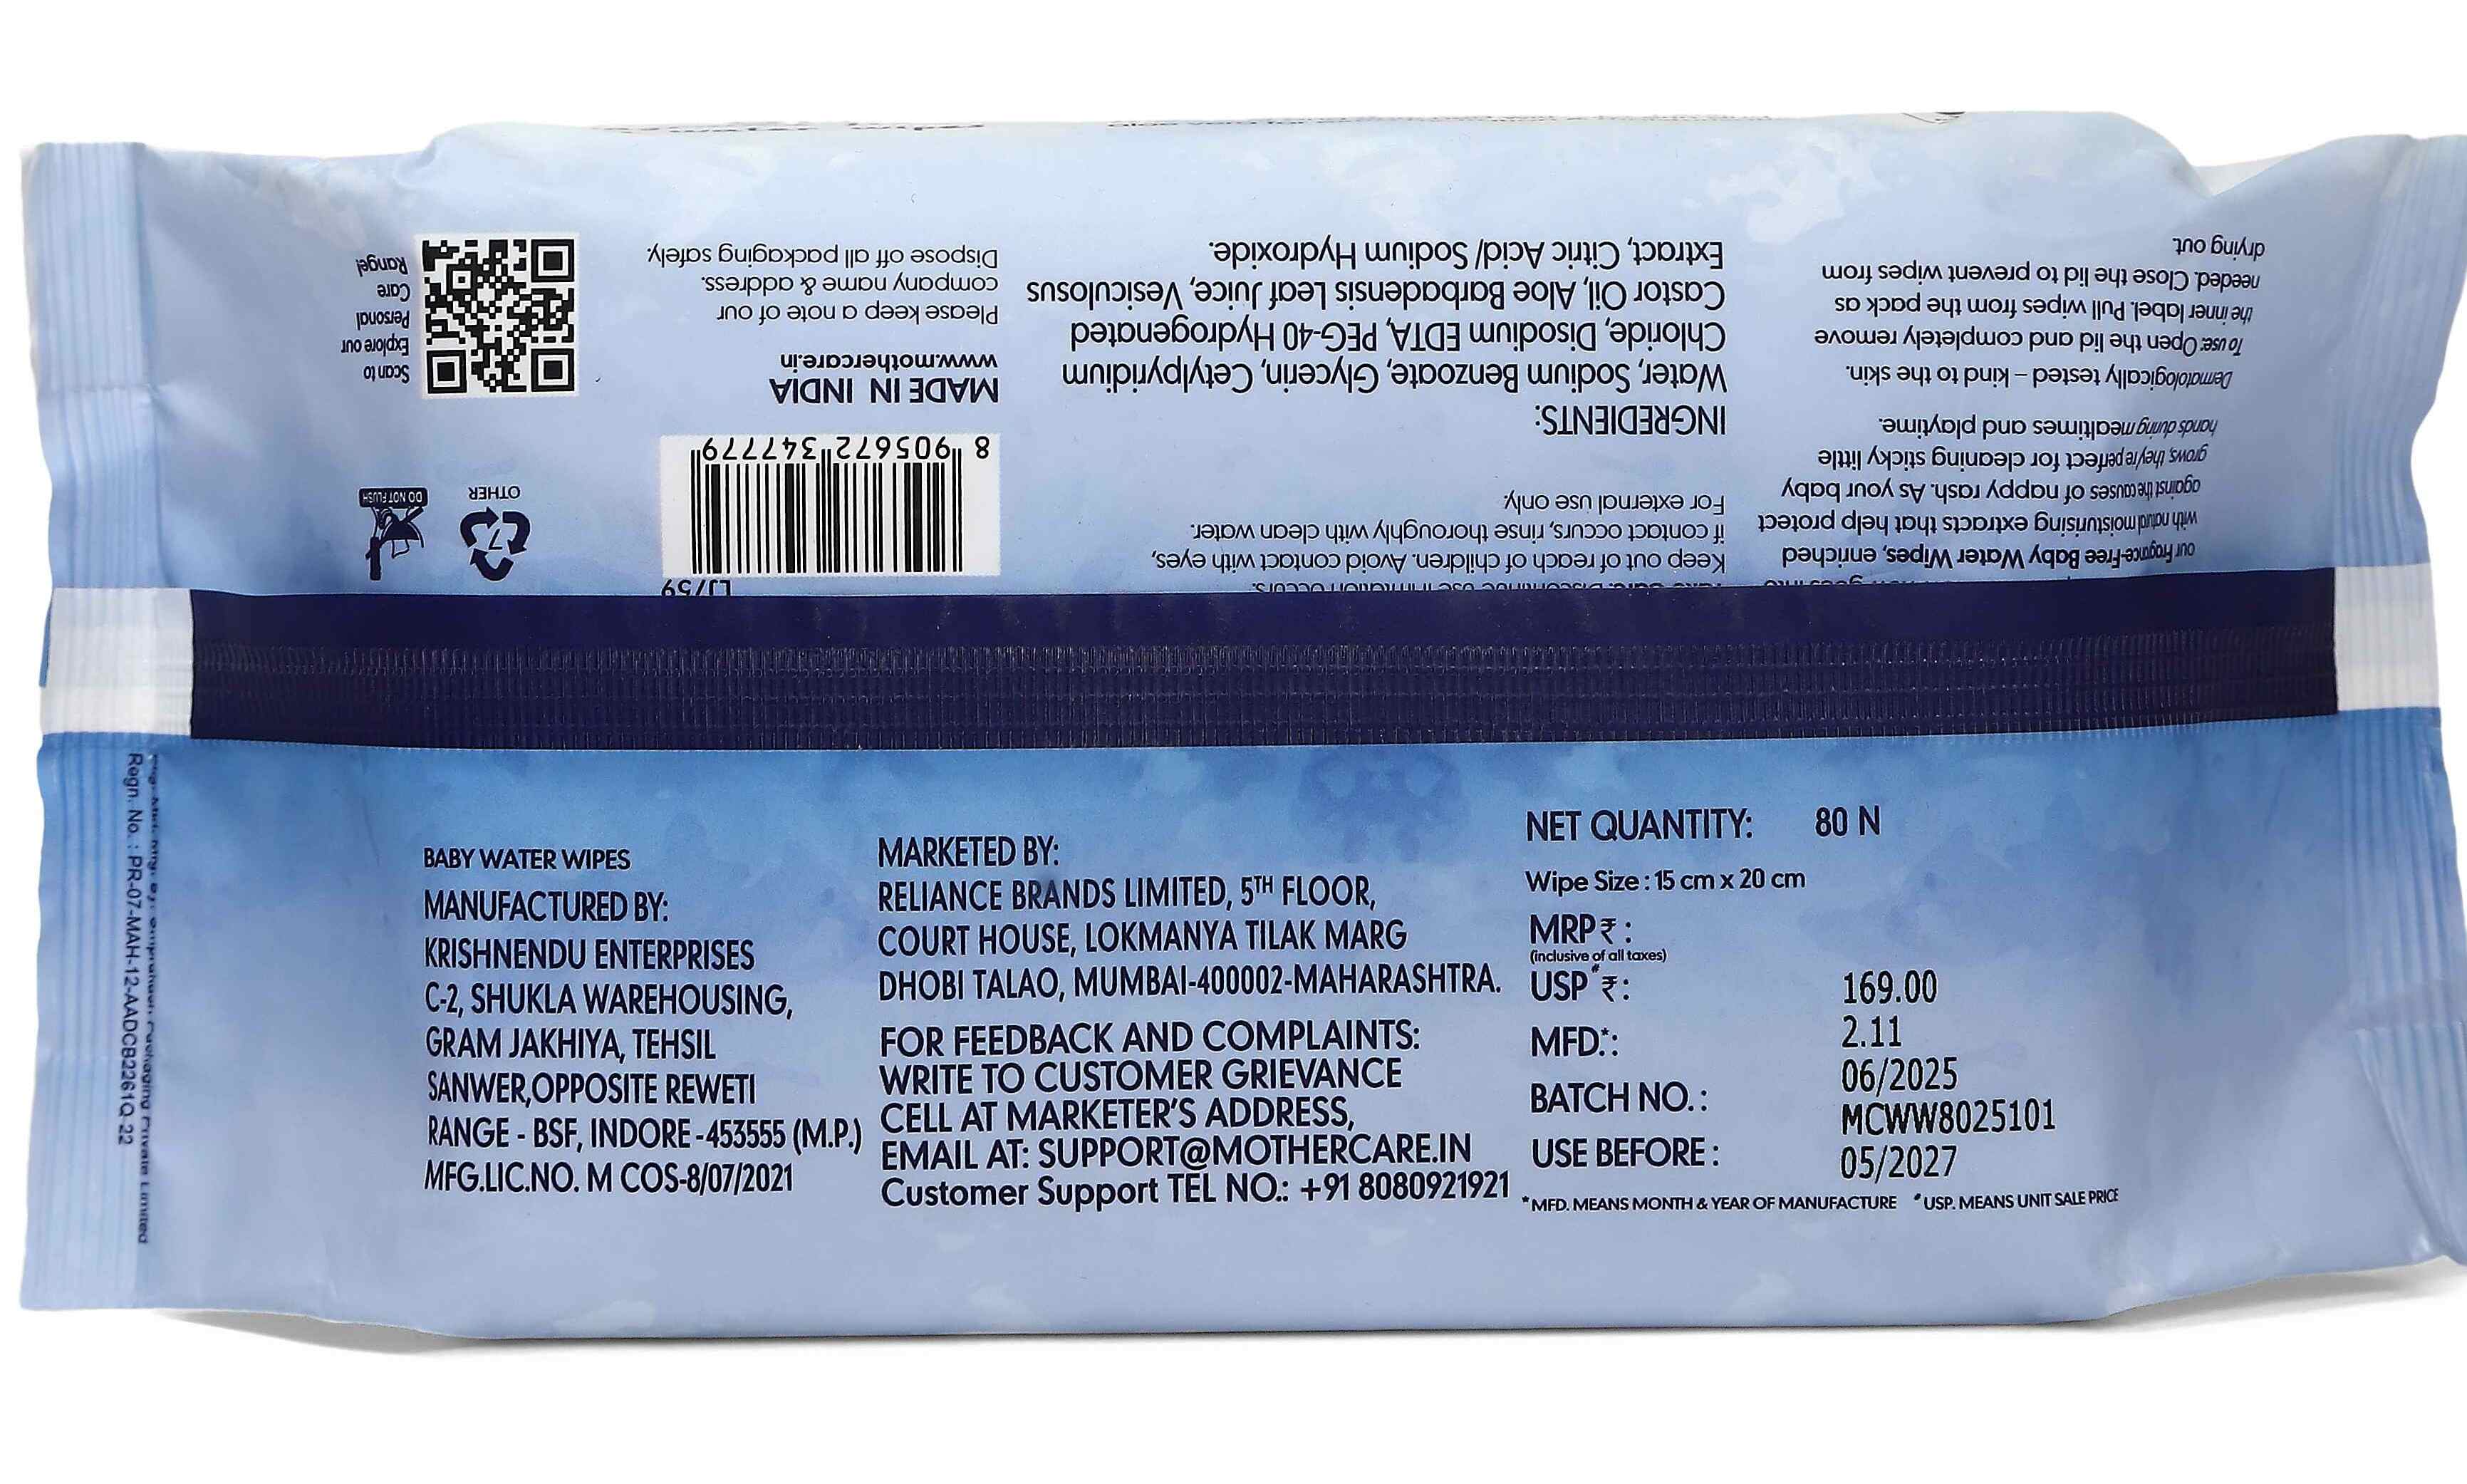 BABY WATER WIPES
MANUFACTURED BY:
KRISHNENDU ENTERPRISES
C-2, SHUKLA WAREHOUSING,
GRAM JAKHIYA, TEHSIL
SANWER,OPPOSITE REWETI
RANGE - BSF, INDORE -453555 (M.P.)
MFG.LIC.NO. M COS-8/07/2021
MARKETED BY:
RELIANCE BRANDS LIMITED, 5TH FLOOR,
COURT HOUSE, LOKMANYA TILAK MARG
DHOBI TALAO, MUMBAI-400002-MAHARASHTRA.
FOR FEEDBACK AND COMPLAINTS:
WRITE TO CUSTOMER GRIEVANCE
CELL AT MARKETER'S ADDRESS,
EMAIL AT: SUPPORT@MOTHERCARE.IN
Customer Support TEL NO.: +91 8080921921
NET QUANTITY: 80 N
Wipe Size : 15 cm x 20 cm
MRP ₹ :
(inclusive of all taxes)
USP# ₹ : 169.00
MFD*.: 2.11
06/2025
BATCH NO. : MCWW8025101
USE BEFORE : 05/2027
*MFD. MEANS MONTH & YEAR OF MANUFACTURE #USP. MEANS UNIT SALE PRICE
Regn. No. : PR-07-MAH-12-AADCB2261Q-22
Packaging Private Limited
our Fragrance-Free Baby Water Wipes, enriched
with natural moisturising extracts that help protect
against the causes of nappy rash. As your baby
grows, they're perfect for cleaning sticky little
hands during mealtimes and playtime.
Dermatologically tested – kind to the skin.
To use: Open the lid and completely remove
the inner label. Pull wipes from the pack as
needed. Close the lid to prevent wipes from
drying out.
Take Care. Discontinue use if irritation occurs.
Keep out of reach of children. Avoid contact with eyes,
if contact occurs, rinse thoroughly with clean water.
For external use only.
INGREDIENTS:
Water, Sodium Benzoate, Glycerin, Cetylpyridinium
Chloride, Disodium EDTA, PEG-40 Hydrogenated
Castor Oil, Aloe Barbadensis Leaf Juice, Vesiculosus
Extract, Citric Acid/ Sodium Hydroxide.
LJ759
8 905672 347779
MADE IN INDIA
www.mothercare.in
Please keep a note of our
company name & address.
Dispose off all packaging safely.
7
OTHER
DO NOT FLUSH
Scan to
Explore our
Personal
Care
Range!